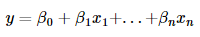 y = β₀ + β₁x₁+…+βₙxₙ